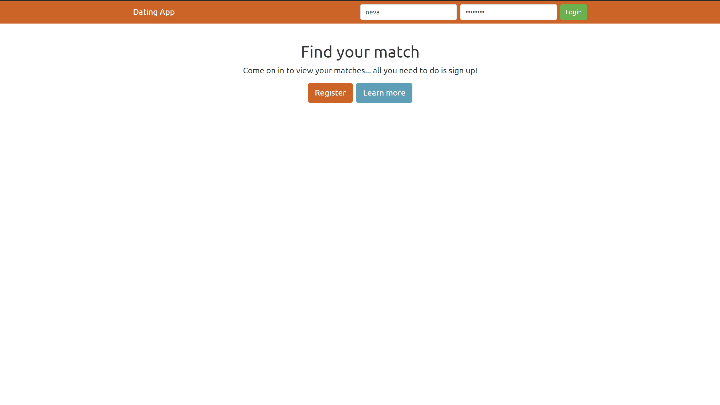 Dating App
neva
••••••••
Login
Find your match
Come on in to view your matches... all you need to do is sign up!
Register
Learn more